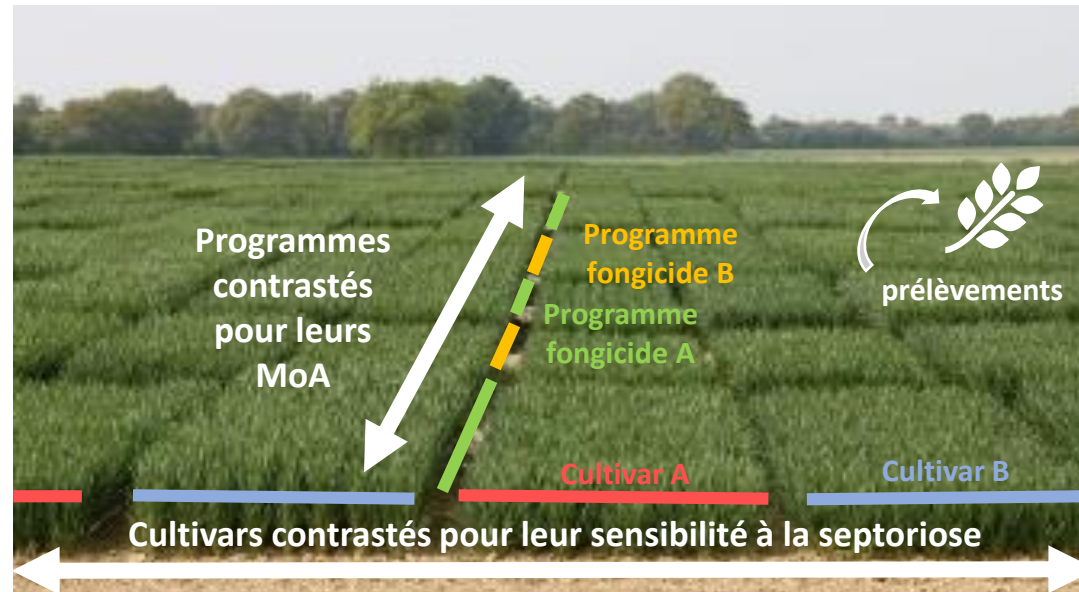 Programmes
contrastés
pour leurs
MoA
Programme
fongicide B
Programme
fongicide A
prélèvements
Cultivar A
Cultivar B
Cultivars contrastés pour leur sensibilité à la septoriose